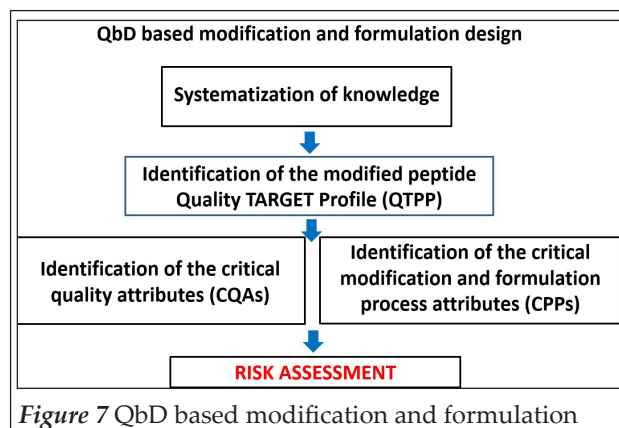 QbD based modification and formulation design
Systematization of knowledge
Identification of the modified peptide
Quality TARGET Profile (QTPP)
Identification of the critical
quality attributes (CQAs)
Identification of the critical
modification and formulation
process attributes (CPPs)
RISK ASSESSMENT
Figure 7 QbD based modification and formulation